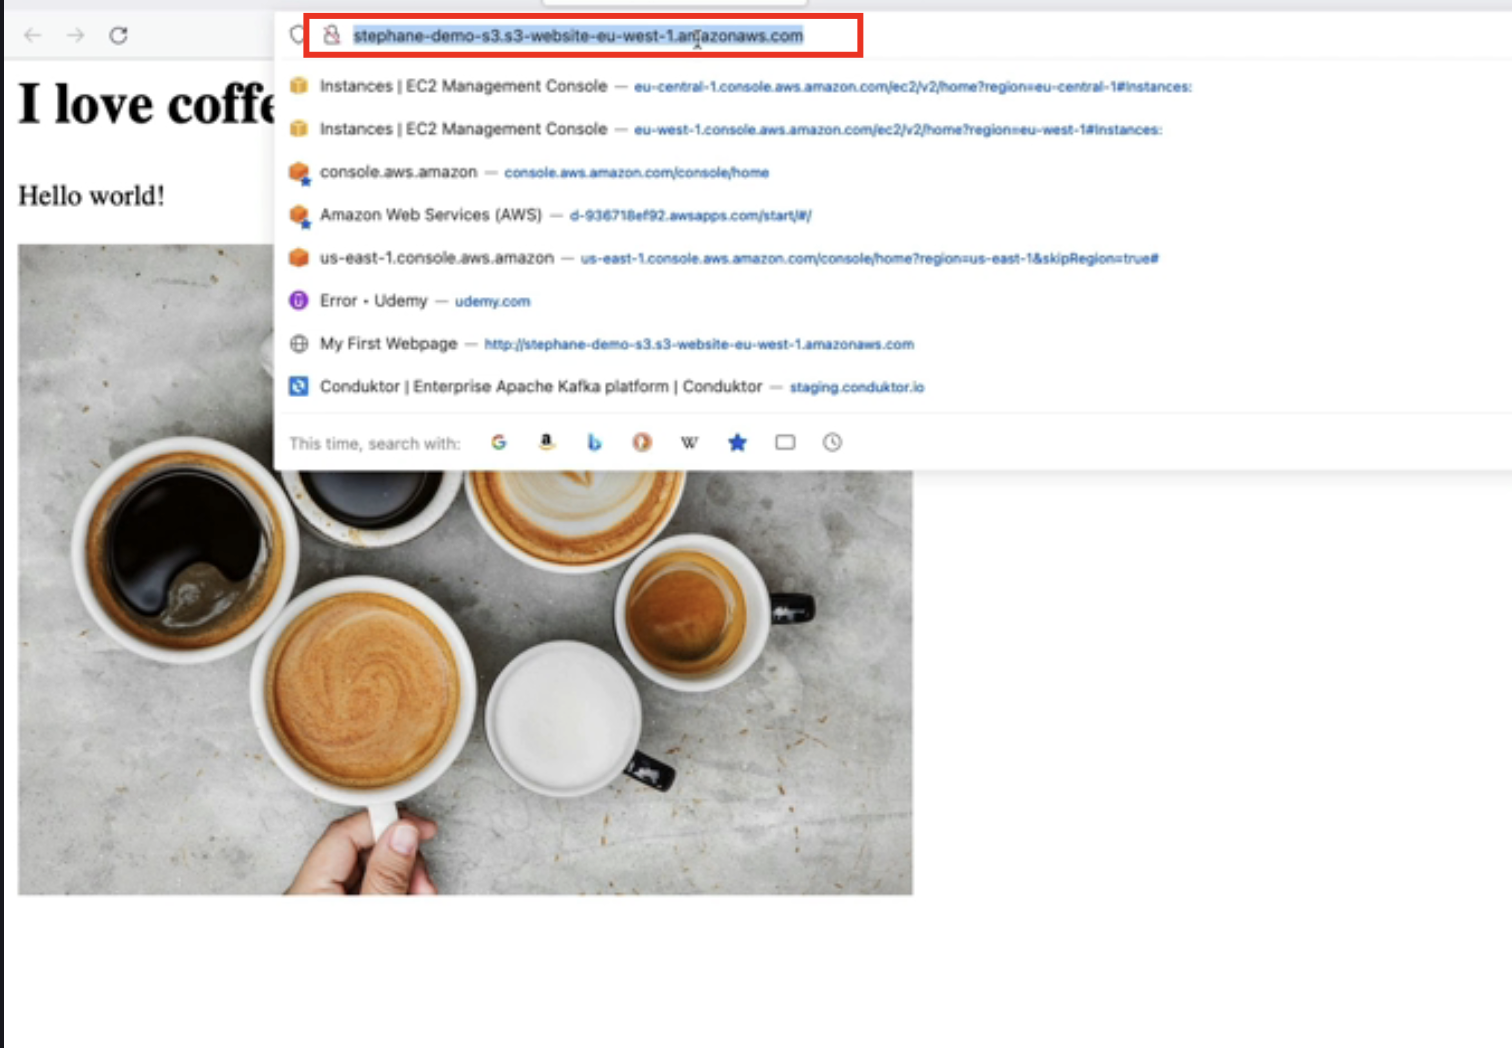 stephane-demo-s3.s3-website-eu-west-1.amazonaws.com
Instances | EC2 Management Console — eu-central-1.console.aws.amazon.com/ec2/v2/home?region=eu-central-1#Instances:
I love coffe
Instances | EC2 Management Console — eu-west-1.console.aws.amazon.com/ec2/v2/home?region=eu-west-1#Instances:
console.aws.amazon — console.aws.amazon.com/console/home
Hello world!
Amazon Web Services (AWS) — d-936718ef92.awsapps.com/start/#/
us-east-1.console.aws.amazon — us-east-1.console.aws.amazon.com/console/home?region=us-east-1&skipRegion=true#
Error • Udemy — udemy.com
My First Webpage — http://stephane-demo-s3.s3-website-eu-west-1.amazonaws.com
Conduktor | Enterprise Apache Kafka platform | Conduktor — staging.conduktor.io
This time, search with: